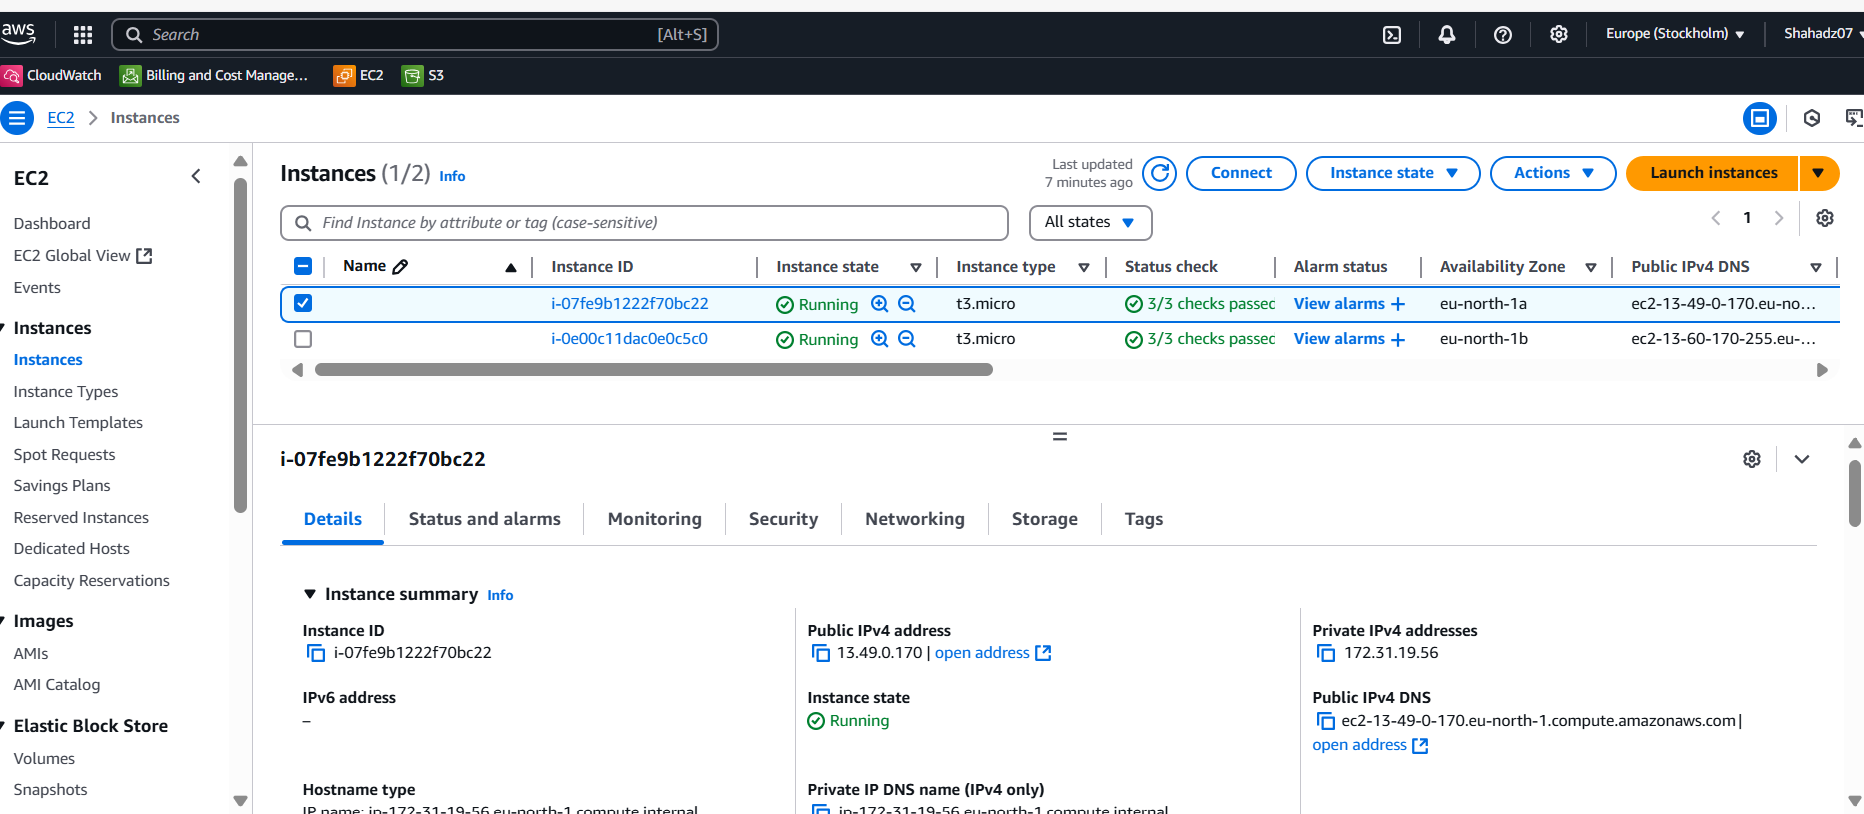 aws
Search [Alt+S]
Europe (Stockholm)
Shahadz07
CloudWatch
Billing and Cost Manage...
EC2
S3
EC2 > Instances
EC2
Dashboard
EC2 Global View
Events
Instances
Instances
Instance Types
Launch Templates
Spot Requests
Savings Plans
Reserved Instances
Dedicated Hosts
Capacity Reservations
Images
AMIs
AMI Catalog
Elastic Block Store
Volumes
Snapshots
Instances (1/2) Info
Last updated
7 minutes ago
Connect
Instance state
Actions
Launch instances
Find Instance by attribute or tag (case-sensitive)
All states
1
Name Instance ID Instance state Instance type Status check Alarm status Availability Zone Public IPv4 DNS
i-07fe9b1222f70bc22 Running t3.micro 3/3 checks passed View alarms + eu-north-1a ec2-13-49-0-170.eu-no...
i-0e00c11dac0e0c5c0 Running t3.micro 3/3 checks passed View alarms + eu-north-1b ec2-13-60-170-255.eu-...
i-07fe9b1222f70bc22
Details
Status and alarms
Monitoring
Security
Networking
Storage
Tags
Instance summary Info
Instance ID
i-07fe9b1222f70bc22
Public IPv4 address
13.49.0.170 | open address
Private IPv4 addresses
172.31.19.56
IPv6 address
–
Instance state
Running
Public IPv4 DNS
ec2-13-49-0-170.eu-north-1.compute.amazonaws.com |
open address
Hostname type
IP name: ip-172-31-19-56.eu-north-1.compute.internal
Private IP DNS name (IPv4 only)
ip-172-31-19-56.eu-north-1.compute.internal